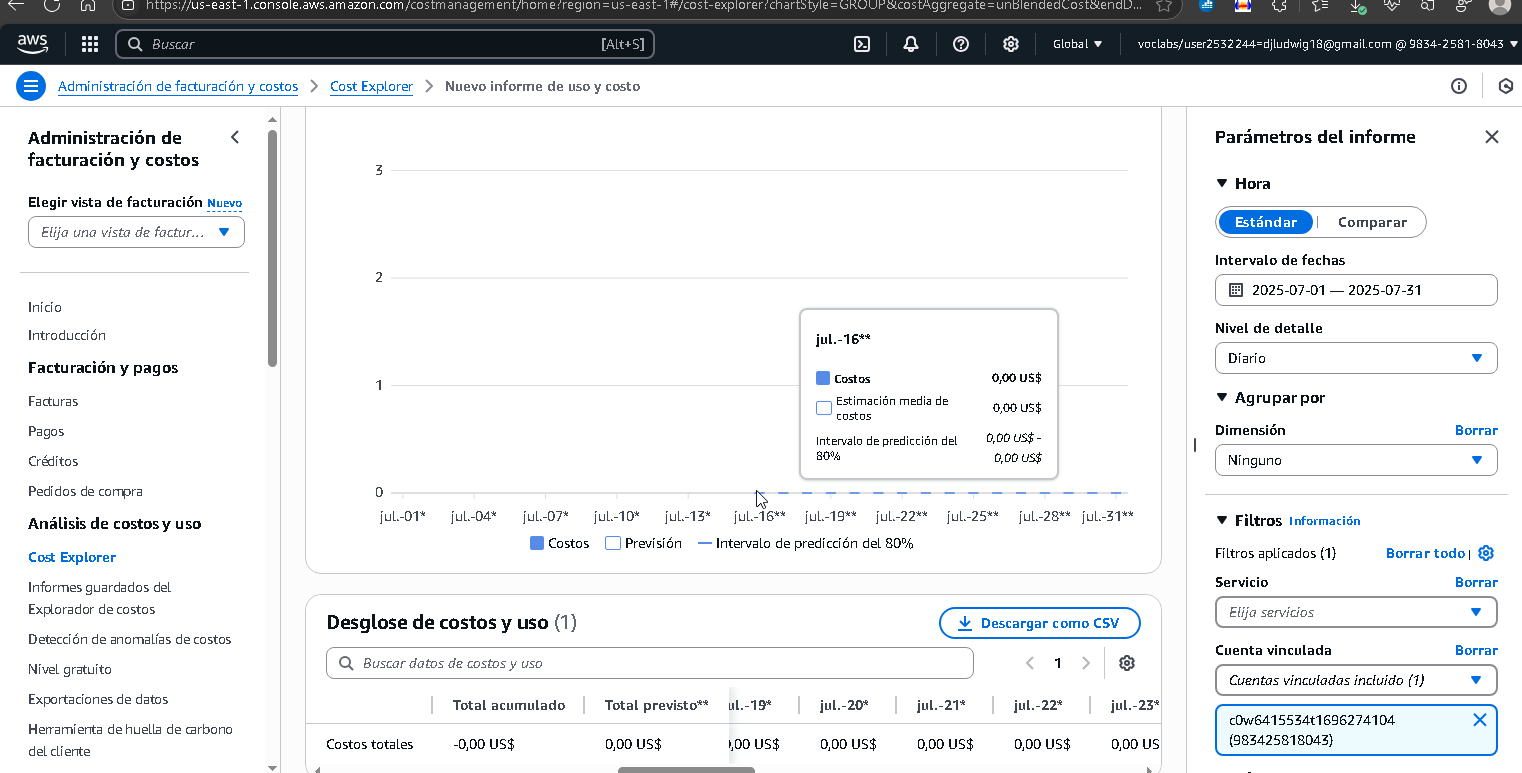 https://us-east-1.console.aws.amazon.com/costmanagement/home?region=us-east-1#/cost-explorer?chartStyle=GROUP&costAggregate=unBlendedCost&endD...
aws
Buscar
[Alt+S]
Global
voclabs/user2532244=djludwig18@gmail.com @ 9834-2581-8043
Administración de facturación y costos
Cost Explorer
Nuevo informe de uso y costo
Administración de
facturación y costos
Elegir vista de facturación Nuevo
Elija una vista de factur...
Inicio
Introducción
Facturación y pagos
Facturas
Pagos
Créditos
Pedidos de compra
Análisis de costos y uso
Cost Explorer
Informes guardados del
Explorador de costos
Detección de anomalías de costos
Nivel gratuito
Exportaciones de datos
Herramienta de huella de carbono
del cliente
3
2
1
0
jul.-01* jul.-04* jul.-07* jul.-10* jul.-13* jul.-16** jul.-19** jul.-22** jul.-25** jul.-28** jul.-31**
Costos Previsión Intervalo de predicción del 80%
jul.-16**
Costos 0,00 US$
Estimación media de
costos
0,00 US$
Intervalo de predicción del
80%
0,00 US$ -
0,00 US$
Desglose de costos y uso (1)
Descargar como CSV
Buscar datos de costos y uso
1
Total acumulado Total previsto** ul.-19* jul.-20* jul.-21* jul.-22* jul.-23*
Costos totales -0,00 US$ 0,00 US$ 0,00 US$ 0,00 US$ 0,00 US$ 0,00 US$ 0,00 US
Parámetros del informe
Hora
Estándar
Comparar
Intervalo de fechas
2025-07-01 — 2025-07-31
Nivel de detalle
Diario
Agrupar por
Dimensión Borrar
Ninguno
Filtros Información
Filtros aplicados (1) Borrar todo
Servicio Borrar
Elija servicios
Cuenta vinculada Borrar
Cuentas vinculadas incluido (1)
c0w6415534t1696274104
(983425818043)